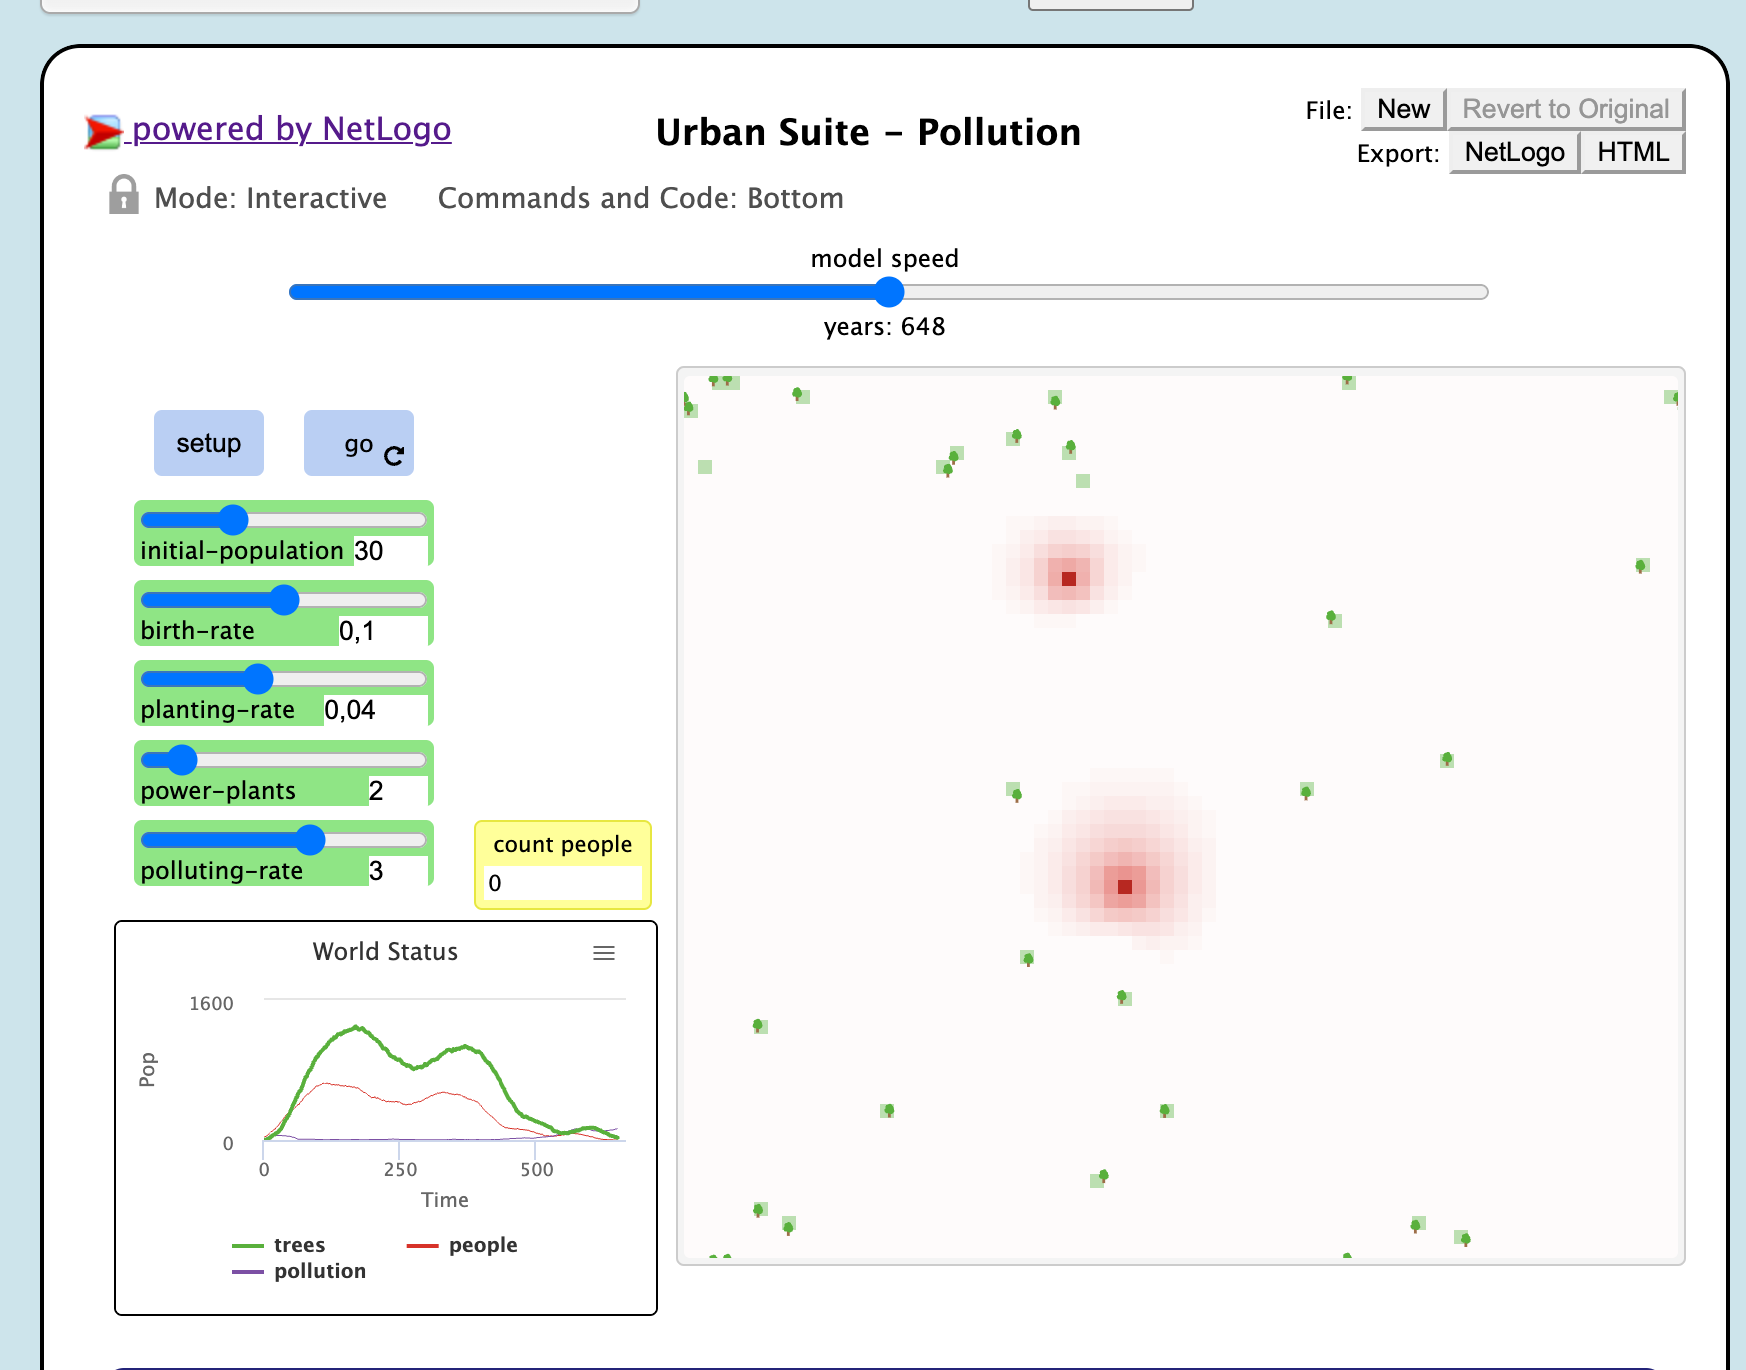 powered by NetLogo
Urban Suite – Pollution
File: New Revert to Original
Export: NetLogo HTML
Mode: Interactive Commands and Code: Bottom
model speed
years: 648
setup
go
initial-population 30
birth-rate 0,1
planting-rate 0,04
power-plants 2
polluting-rate 3
count people
0
World Status
1600
Pop
0
0 250 500
Time
trees people
pollution